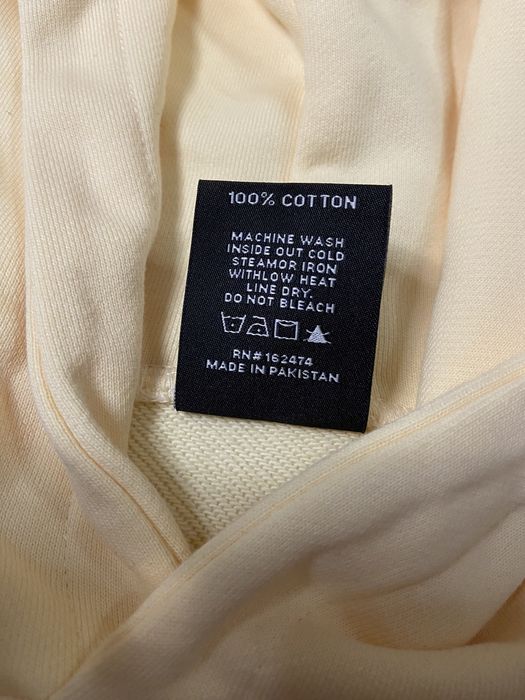 100% COTTON
MACHINE WASH
INSIDE OUT COLD
STEAMOR IRON
WITHLOW HEAT
LINE DRY.
DO NOT BLEACH
RN# 162474
MADE IN PAKISTAN